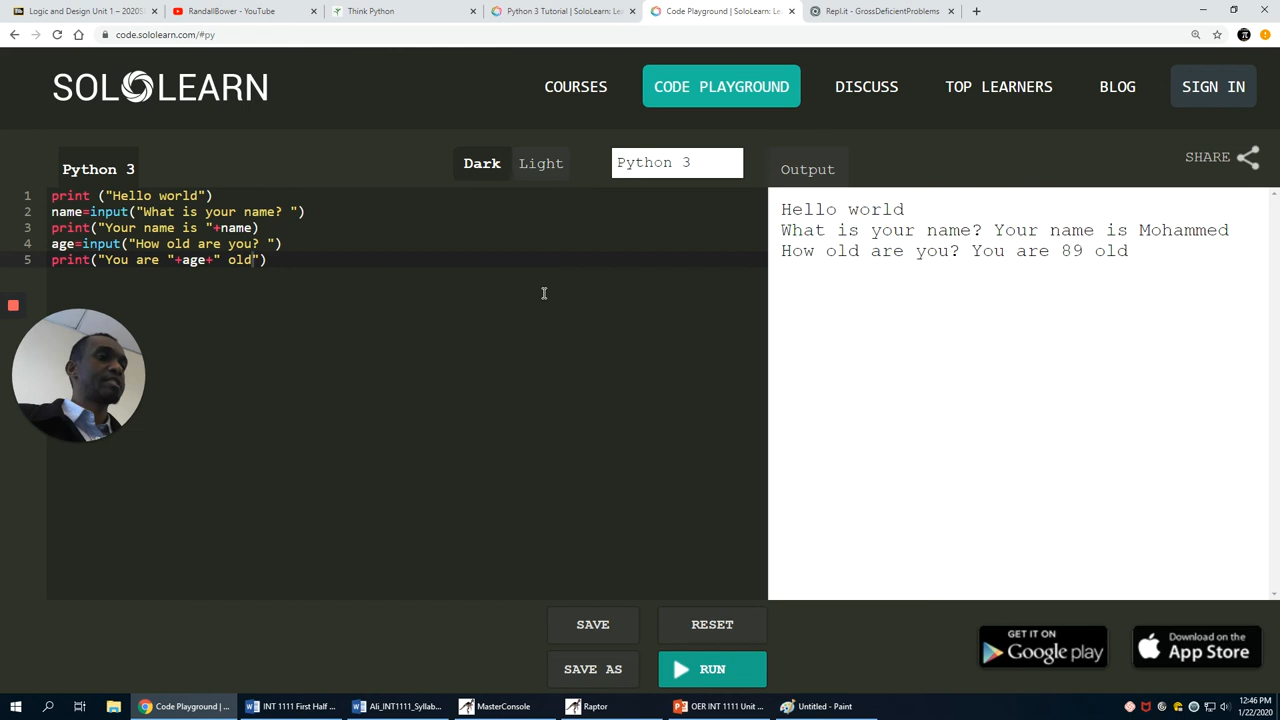 Logic and Design Unit 1 – 2020S
RandallBower - YouTube
Think Python
Python 3 Tutorial | SoloLearn: Le
Code Playground | SoloLearn: Le
Repl.it - GrossDeficientProblems
code.sololearn.com/#py
SOLOLEARN
COURSES
CODE PLAYGROUND
DISCUSS
TOP LEARNERS
BLOG
SIGN IN
Python 3
Dark
Light
Python 3
Output
SHARE
1 print ("Hello world")
2 name=input("What is your name? ")
3 print("Your name is "+name)
4 age=input("How old are you? ")
5 print("You are "+age+" old")
Hello world
What is your name? Your name is Mohammed
How old are you? You are 89 old
SAVE
RESET
SAVE AS
RUN
GET IT ON
Google play
Download on the
App Store
Code Playground | ...
INT 1111 First Half ...
Ali_INT1111_Syllab...
MasterConsole
Raptor
OER INT 1111 Unit ...
Untitled - Paint
12:46 PM
1/22/2020